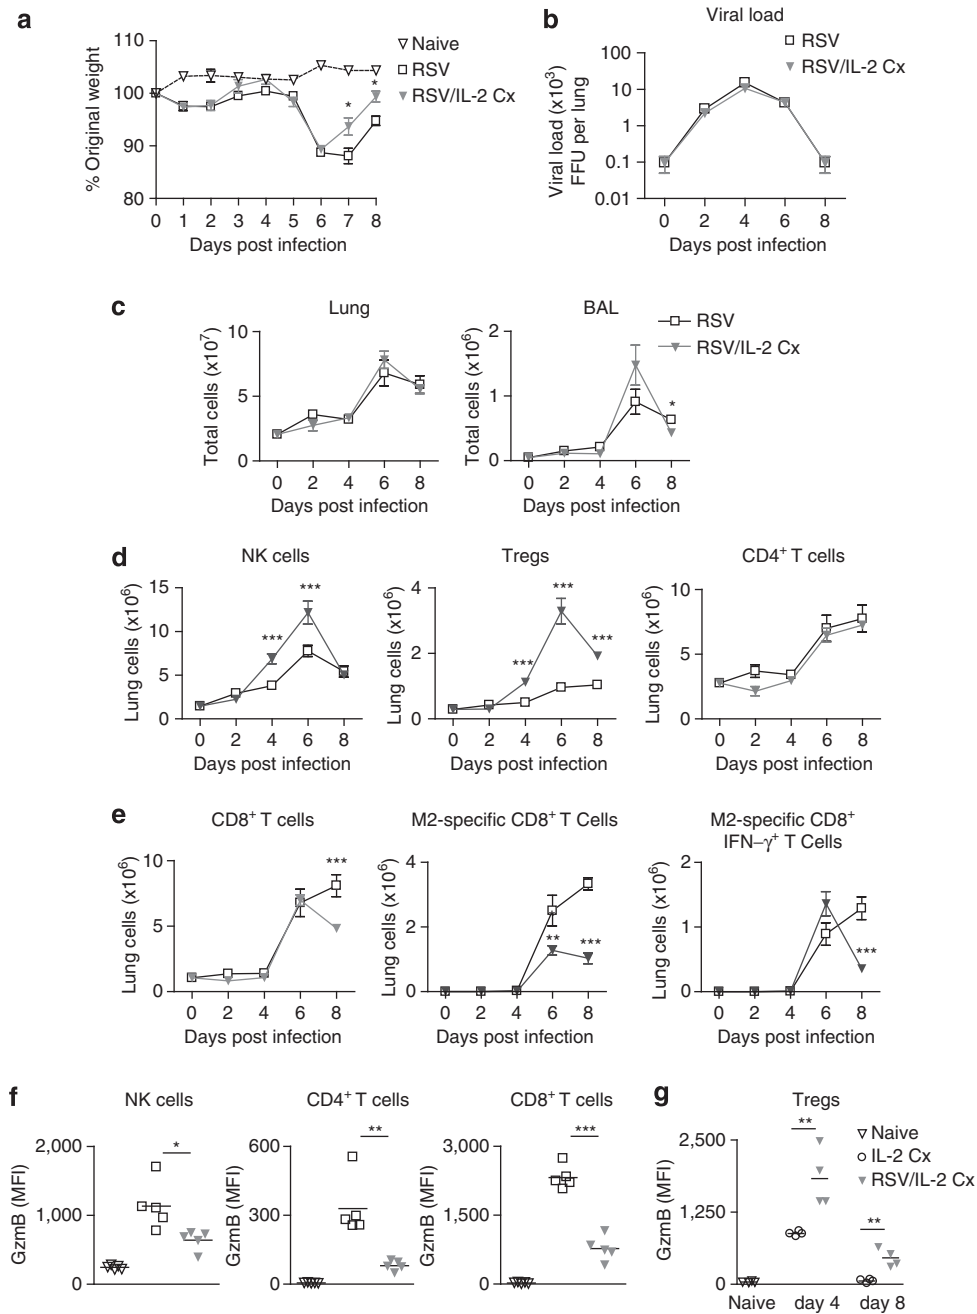 a
110
100
90
80
% Original weight
0 1 2 3 4 5 6 7 8
Days post infection
Naive
RSV
RSV/IL-2 Cx
*
*
b
Viral load
100
10
1
0.1
0.01
Viral load (x10³)
FFU per lung
0 2 4 6 8
Days post infection
RSV
RSV/IL-2 Cx
c
Lung
10
5
0
Total cells (x10⁷)
0 2 4 6 8
Days post infection
BAL
2
1
0
Total cells (x10⁶)
*
0 2 4 6 8
Days post infection
RSV
RSV/IL-2 Cx
d
NK cells
15
10
5
0
Lung cells (x10⁶)
***
***
0 2 4 6 8
Days post infection
Tregs
4
2
0
Lung cells (x10⁶)
***
***
***
0 2 4 6 8
Days post infection
CD4⁺ T cells
10
5
0
Lung cells (x10⁶)
0 2 4 6 8
Days post infection
e
CD8⁺ T cells
10
5
0
Lung cells (x10⁶)
***
0 2 4 6 8
Days post infection
M2-specific CD8⁺ T Cells
4
2
0
Lung cells (x10⁶)
**
***
0 2 4 6 8
Days post infection
M2-specific CD8⁺
IFN–γ⁺ T Cells
2
1
0
Lung cells (x10⁶)
***
0 2 4 6 8
Days post infection
f
NK cells
2,000
1,000
0
GzmB (MFI)
*
CD4⁺ T cells
600
300
0
GzmB (MFI)
**
CD8⁺ T cells
3,000
1,500
0
GzmB (MFI)
***
g
Tregs
2,500
1,250
0
GzmB (MFI)
**
**
Naive day 4 day 8
Naive
IL-2 Cx
RSV/IL-2 Cx